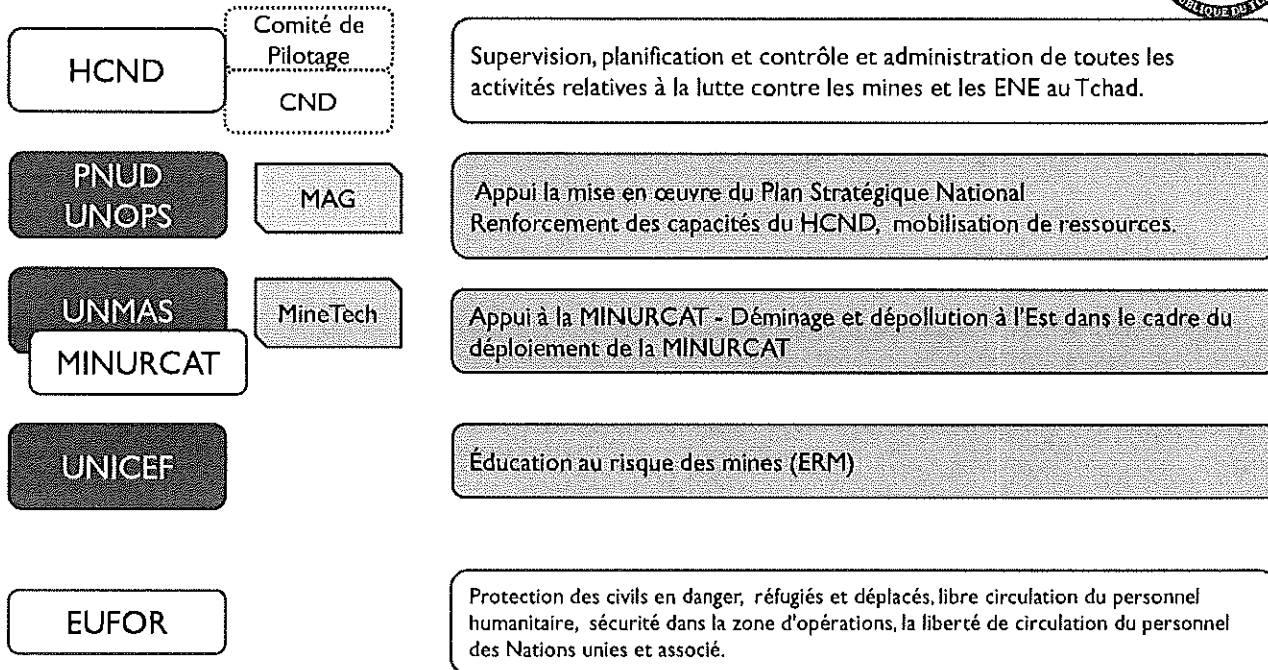 RÉPUBLIQUE DU T
HCND
Comité de
Pilotage
CND
Supervision, planification et contrôle et administration de toutes les
activités relatives à la lutte contre les mines et les ENE au Tchad.
PNUD
UNOPS
MAG
Appui la mise en œuvre du Plan Stratégique National
Renforcement des capacités du HCND, mobilisation de ressources.
UNMAS
MINURCAT
MineTech
Appui à la MINURCAT - Déminage et dépollution à l'Est dans le cadre du
déploiement de la MINURCAT
UNICEF
Éducation au risque des mines (ERM)
EUFOR
Protection des civils en danger, réfugiés et déplacés, libre circulation du personnel
humanitaire, sécurité dans la zone d'opérations, la liberté de circulation du personnel
des Nations unies et associé.